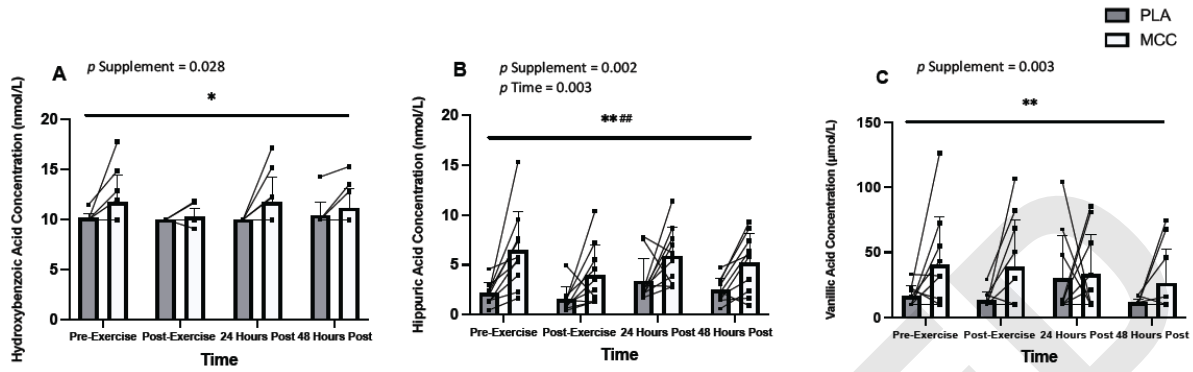 PLA
MCC
A
p Supplement = 0.028
*
Hydroxybenzoic Acid Concentration (nmol/L)
20
15
10
5
0
Pre-Exercise Post-Exercise 24 Hours Post 48 Hours Post
Time
B
p Supplement = 0.002
p Time = 0.003
**##
Hippuric Acid Concentration (nmol/L)
20
15
10
5
0
Pre-Exercise Post-Exercise 24 Hours Post 48 Hours Post
Time
C
p Supplement = 0.003
**
Vanillic Acid Concentration (µmol/L)
150
100
50
0
Pre-Exercise Post-Exercise 24 Hours Post 48 Hours Post
Time